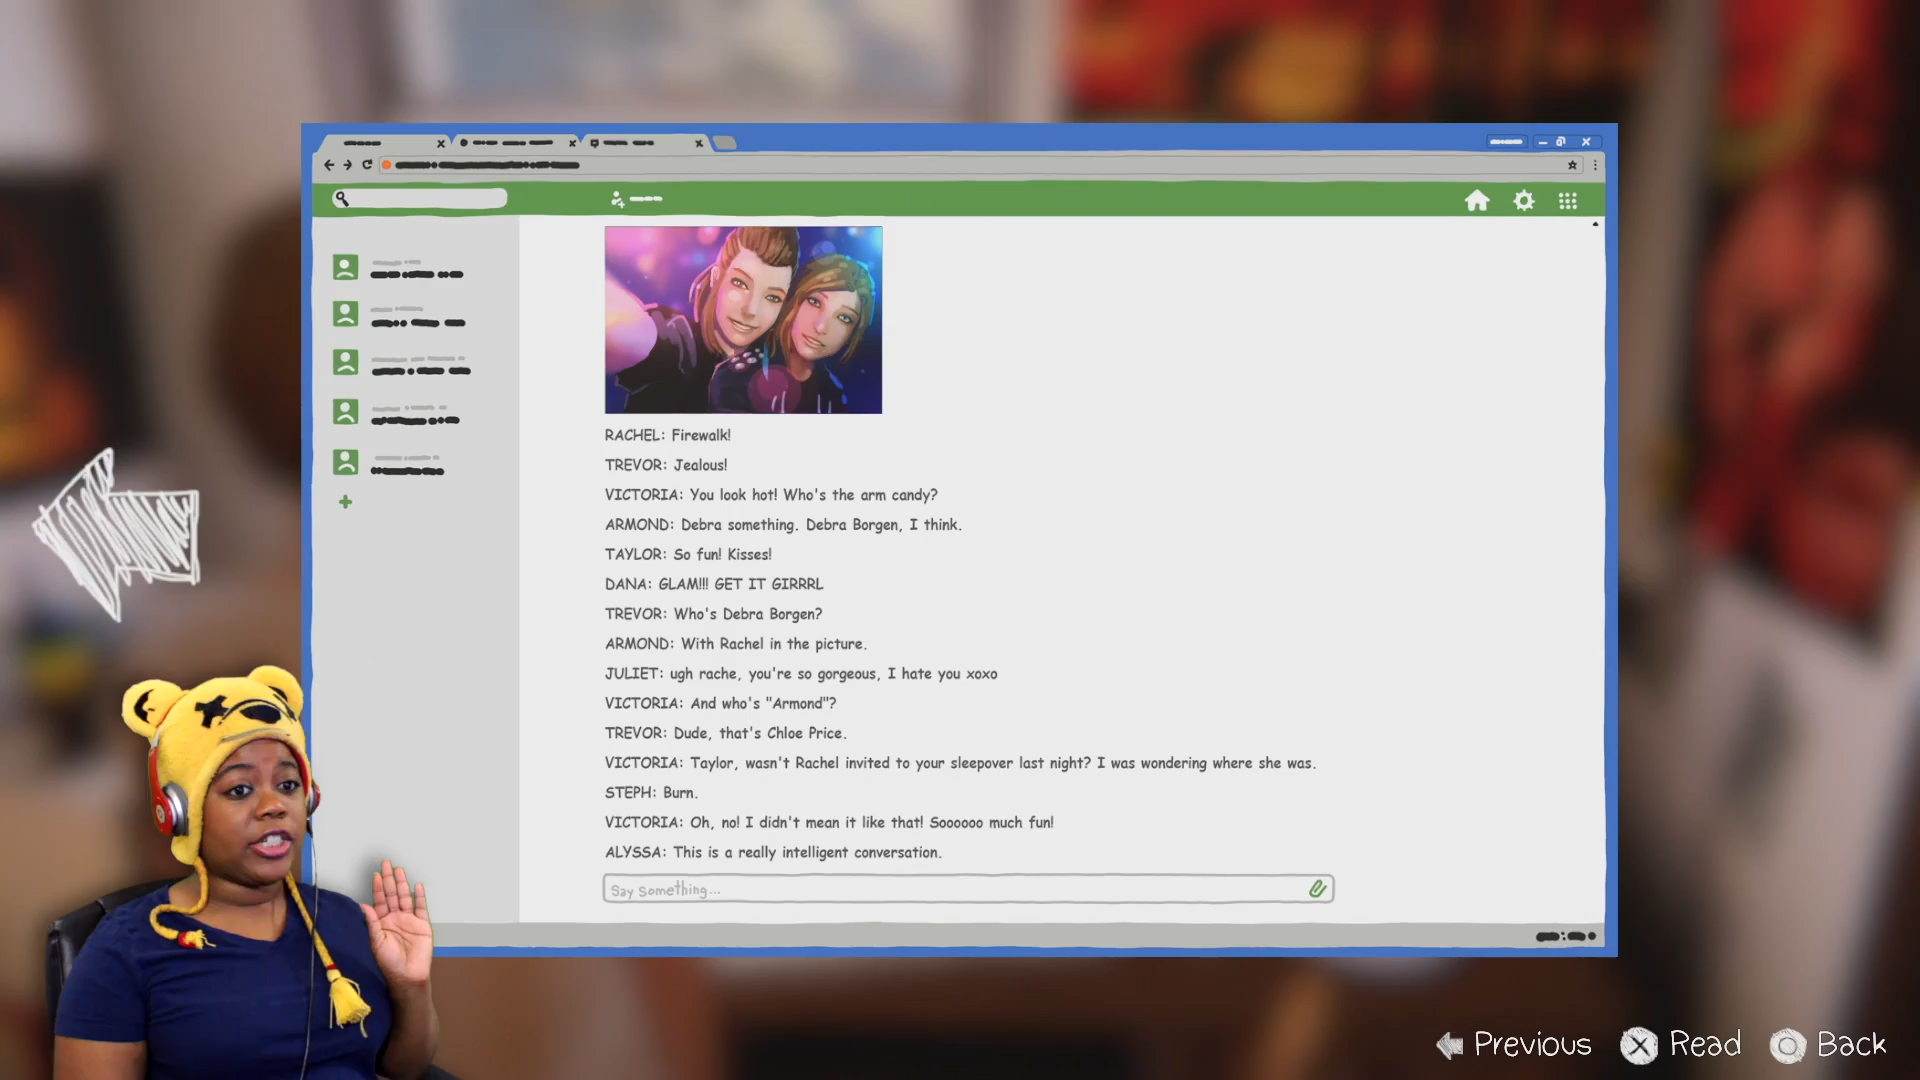 RACHEL: Firewalk!
TREVOR: Jealous!
VICTORIA: You look hot! Who's the arm candy?
ARMOND: Debra something. Debra Borgen, I think.
TAYLOR: So fun! Kisses!
DANA: GLAM!!! GET IT GIRRRL
TREVOR: Who's Debra Borgen?
ARMOND: With Rachel in the picture.
JULIET: ugh rache, you're so gorgeous, I hate you xoxo
VICTORIA: And who's "Armond"?
TREVOR: Dude, that's Chloe Price.
VICTORIA: Taylor, wasn't Rachel invited to your sleepover last night? I was wondering where she was.
STEPH: Burn.
VICTORIA: Oh, no! I didn't mean it like that! Soooooo much fun!
ALYSSA: This is a really intelligent conversation.
Say Something...
Previous Read Back